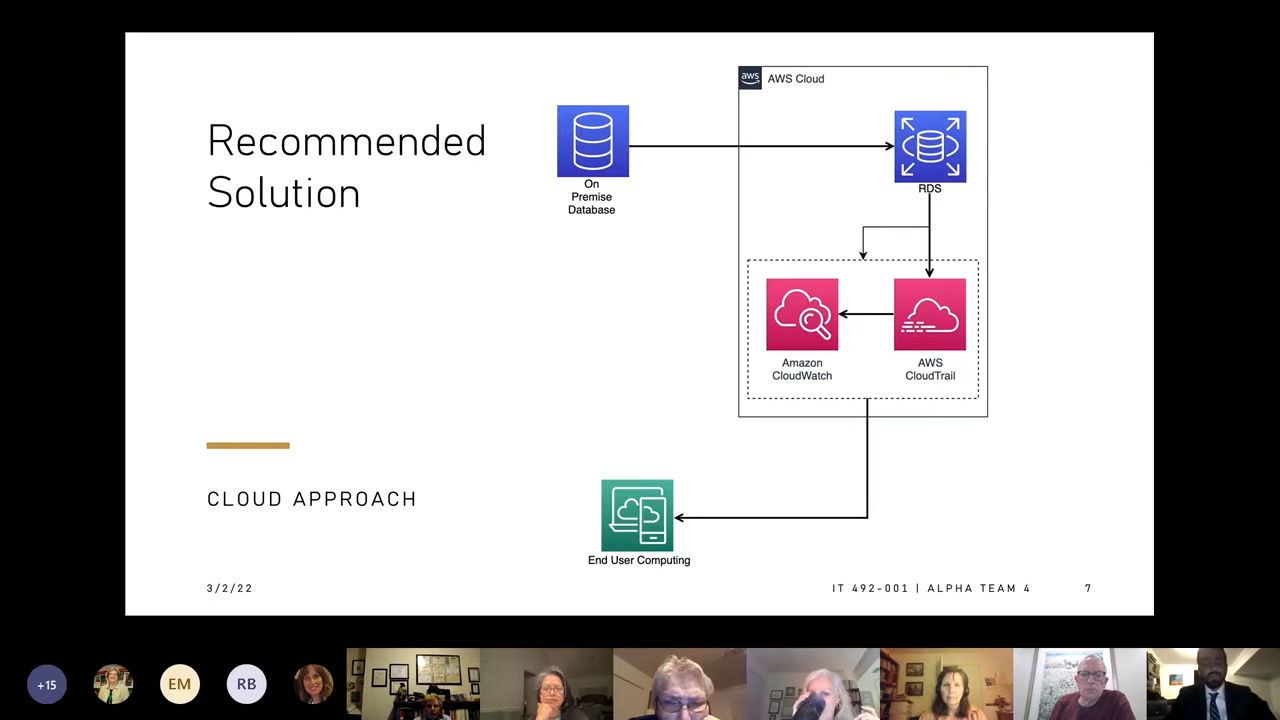 aws
AWS Cloud
Recommended
Solution
On
Premise
Database
RDS
Amazon
CloudWatch
AWS
CloudTrail
CLOUD APPROACH
End User Computing
3/2/22
IT 492-001 | ALPHA TEAM 4
7
+15
EM
RB